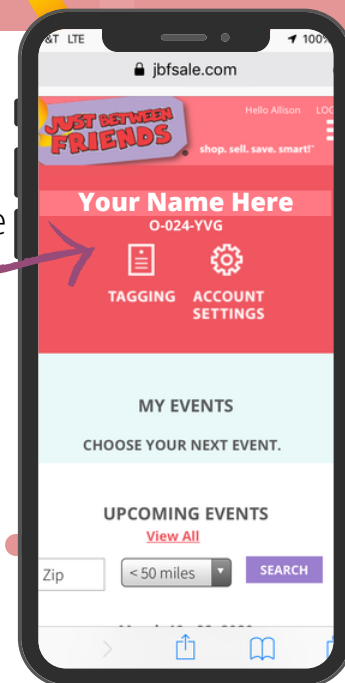 &T LTE
100%
jbfsale.com
Hello Allison LOG
JUST BETWEEN
FRIENDS
shop. sell. save. smart!
Your Name Here
O-024-YVG
TAGGING
ACCOUNT
SETTINGS
MY EVENTS
CHOOSE YOUR NEXT EVENT.
UPCOMING EVENTS
View All
Zip
< 50 miles
SEARCH